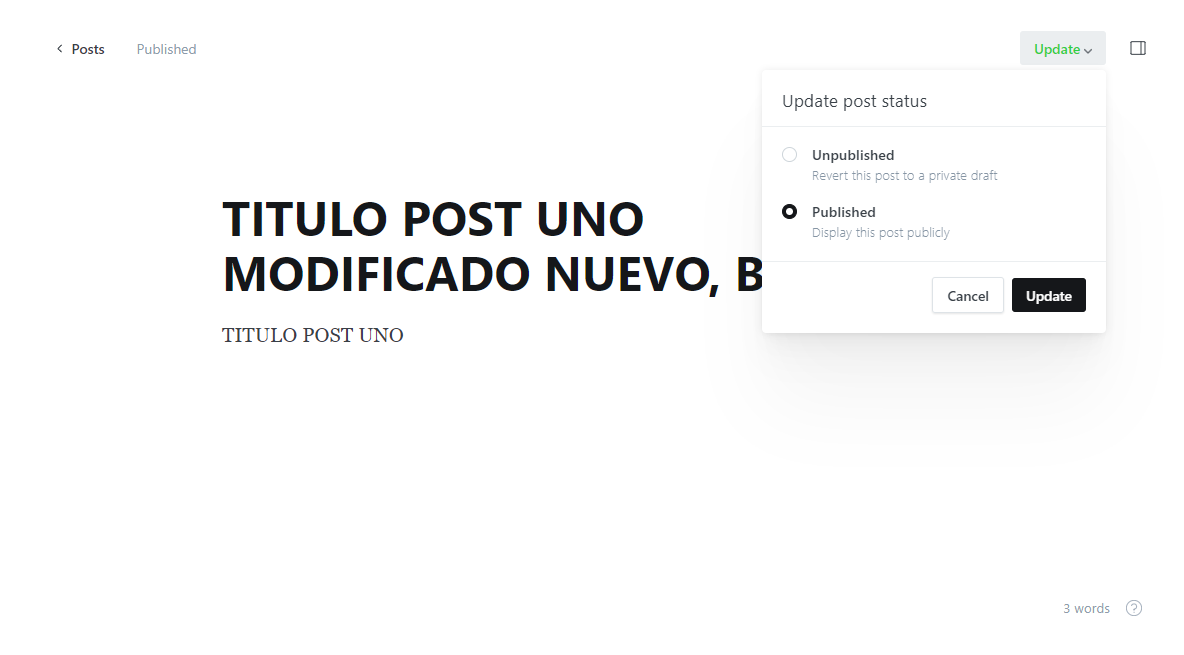 Posts
Published
Update
Update post status
Unpublished
Revert this post to a private draft
Published
Display this post publicly
Cancel
Update
TITULO POST UNO
MODIFICADO NUEVO,
TITULO POST UNO
3 words